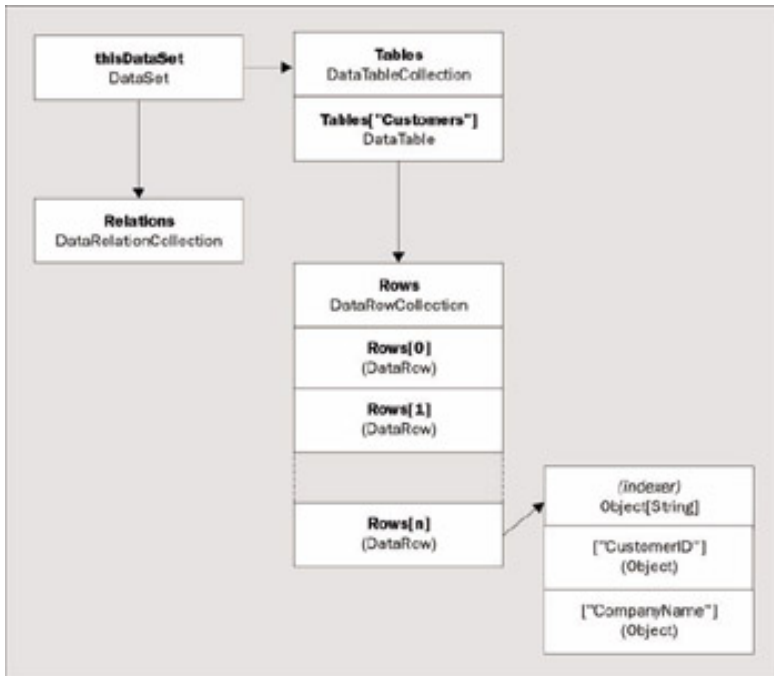 thisDataSet
DataSet
Tables
DataTableCollection
Tables["Customers"]
DataTable
Relations
DataRelationCollection
Rows
DataRowCollection
Rows[0]
(DataRow)
Rows[1]
(DataRow)
Rows[n]
(DataRow)
(indexer)
Object[String]
["CustomerID"]
(Object)
["CompanyName"]
(Object)